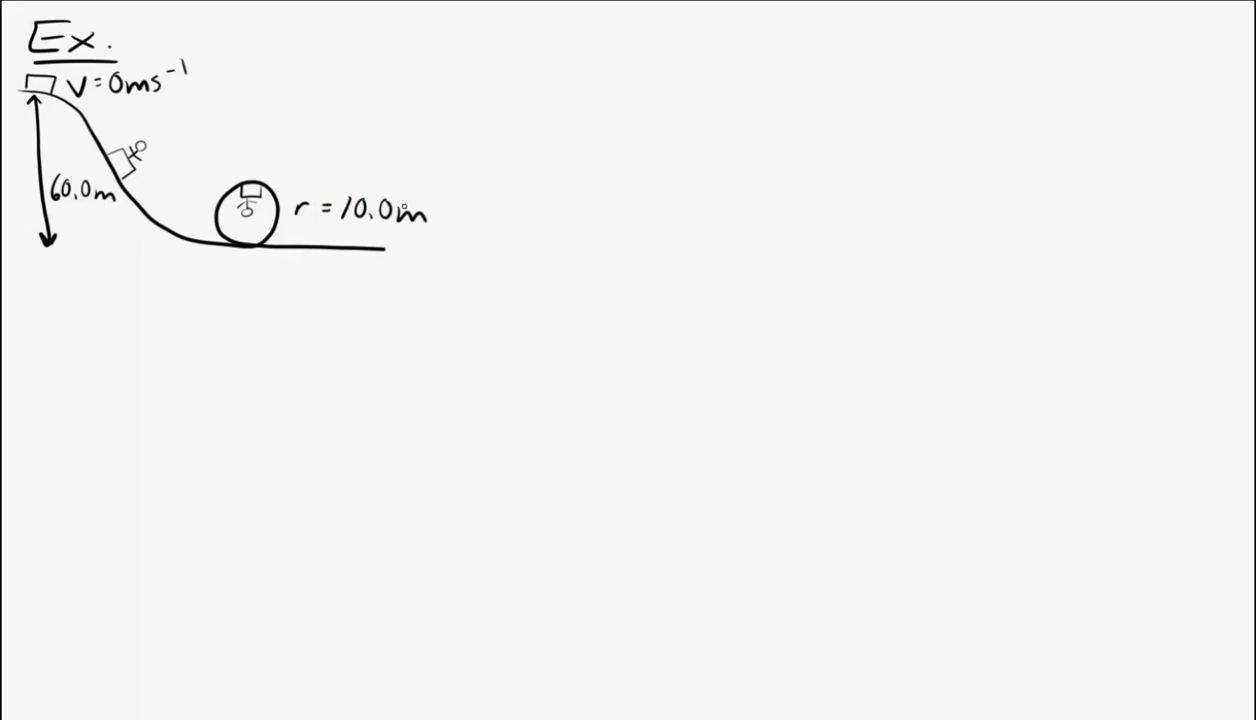 Ex.
v=0ms⁻¹
60.0m
r = 10.0m